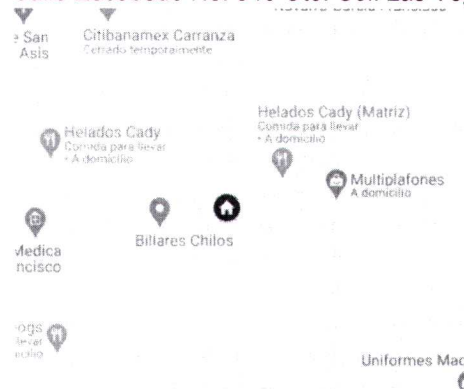 San
Asis
Citibanamex Carranza
Cerrado temporalmente
Helados Cady (Matriz)
Comida para llevar
• A domicilio
Helados Cady
Comida para llevar
• A domicilio
Multiplafones
A domicilio
Billares Chilos
Medica
ncisco
ogs
llevar
icilio
Uniformes Mac